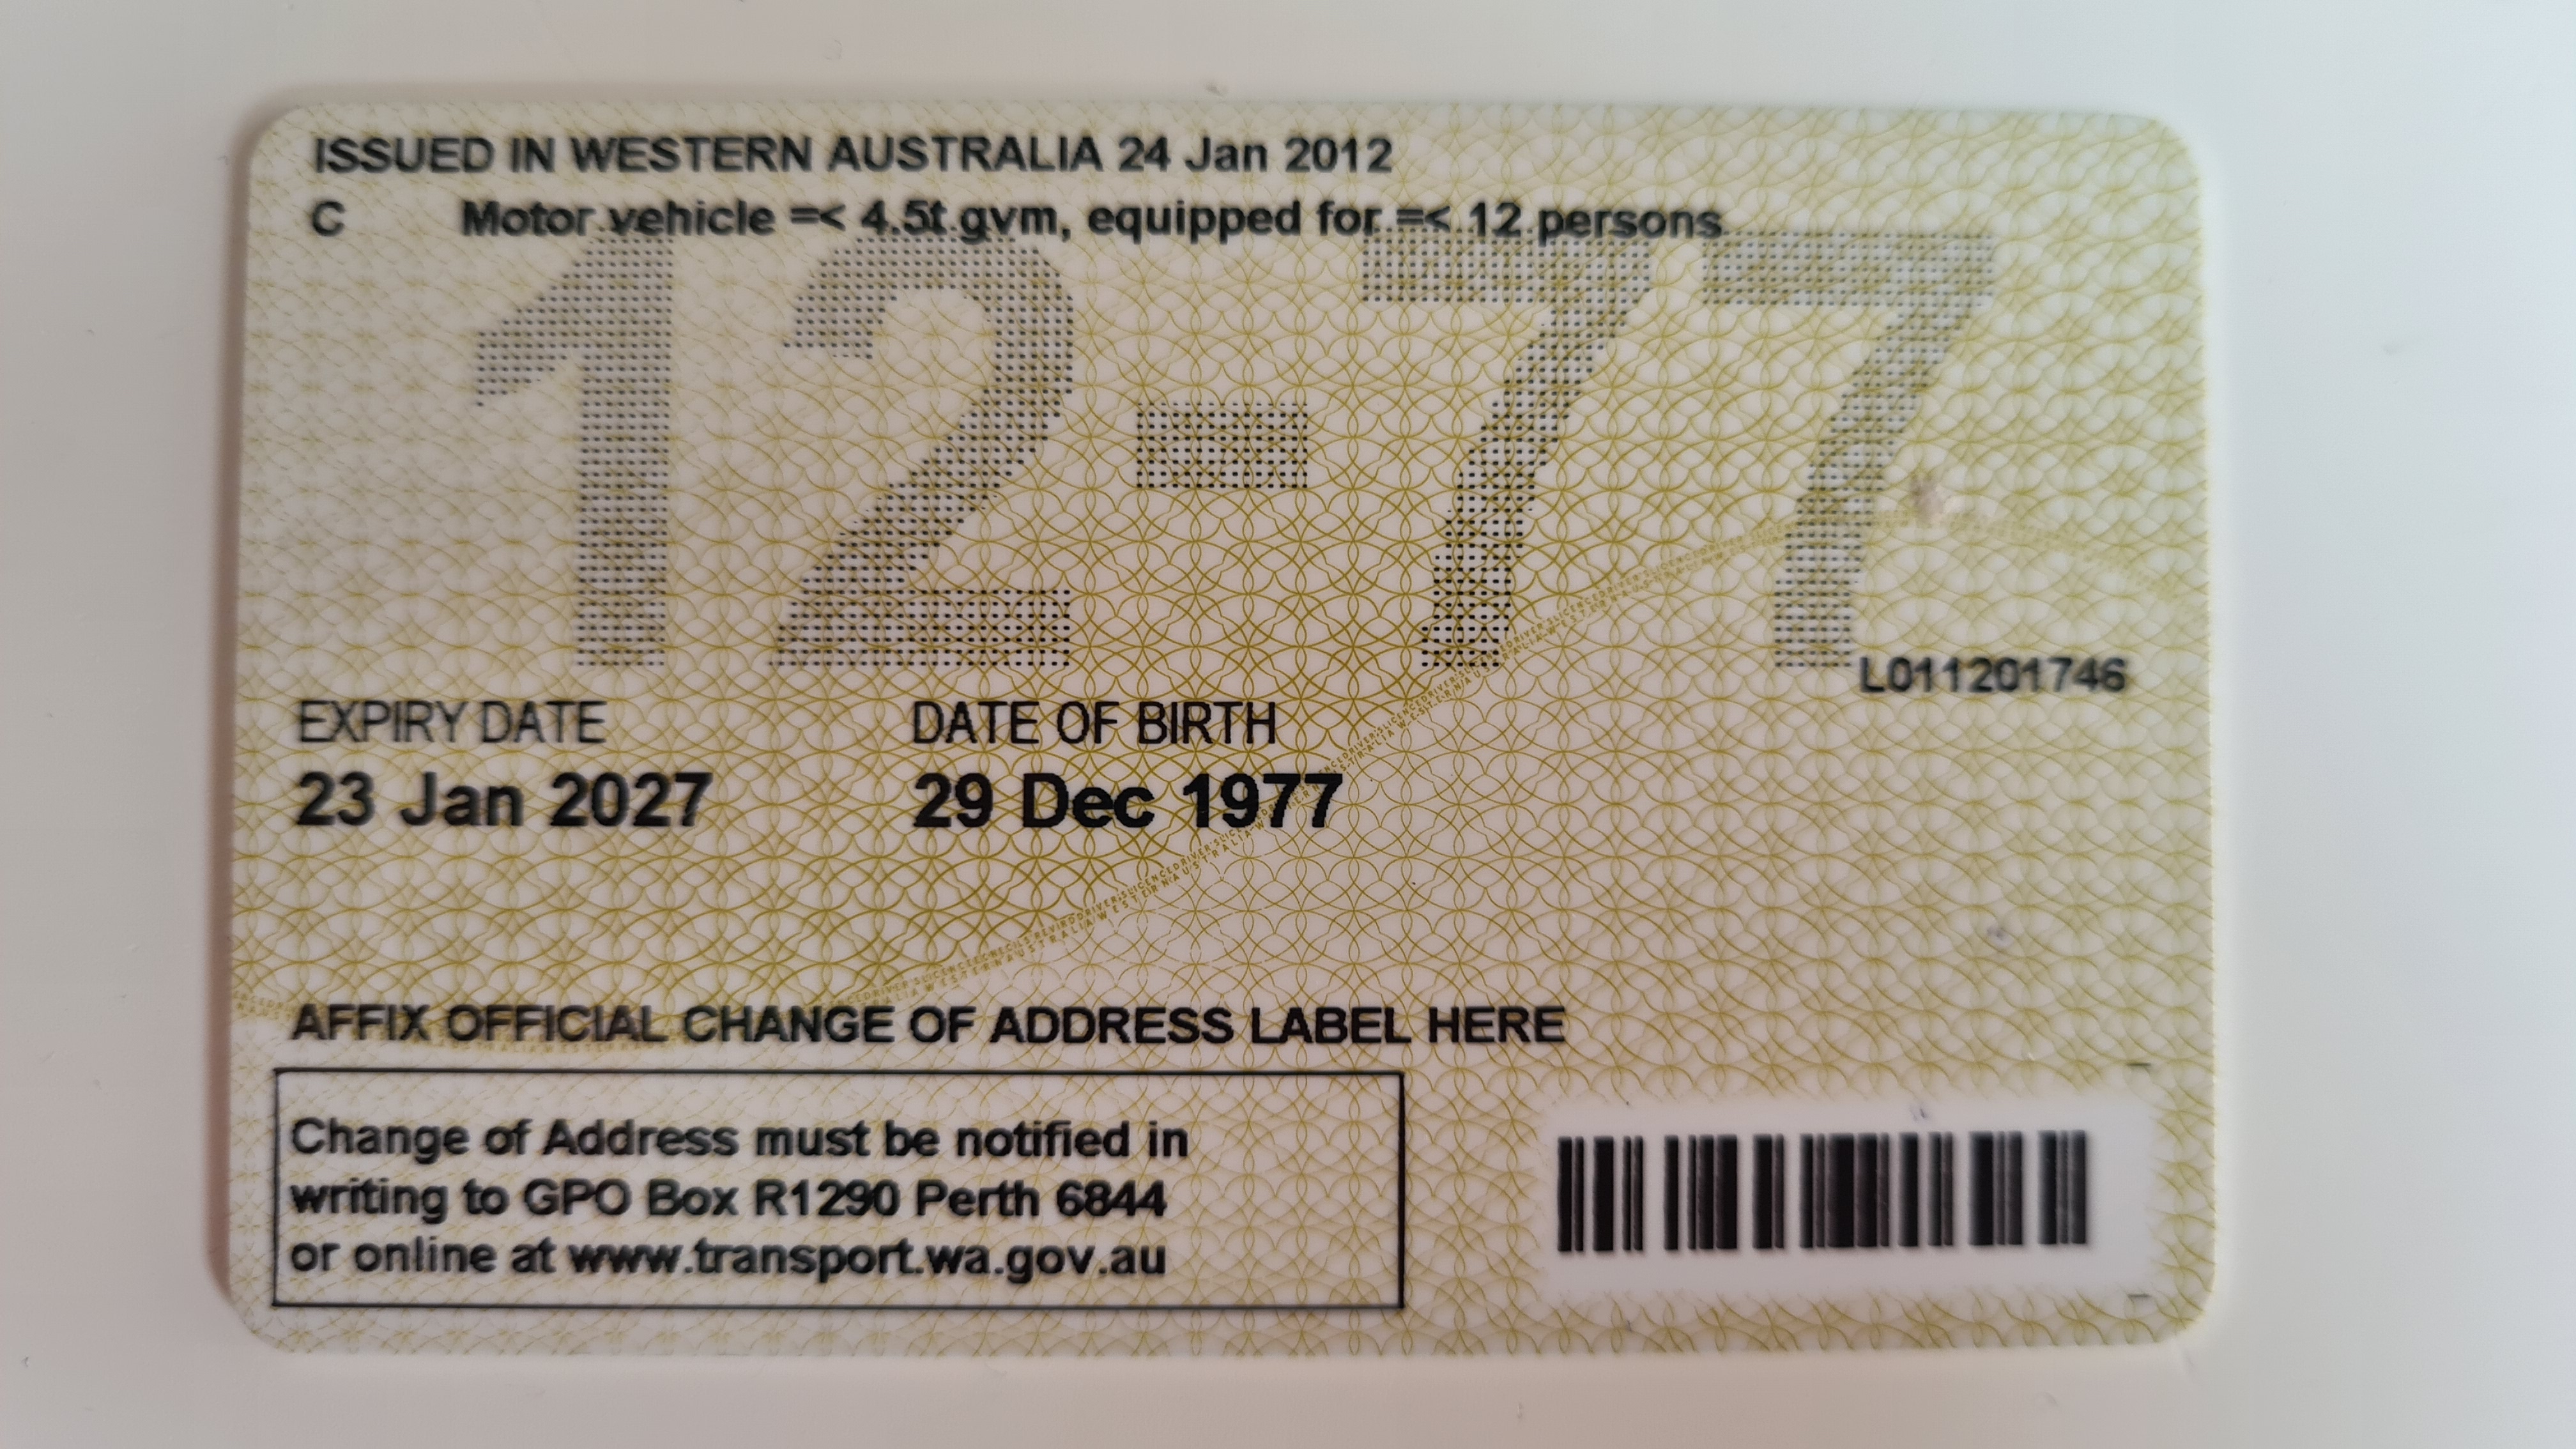 ISSUED IN WESTERN AUSTRALIA 24 Jan 2012
C Motor vehicle =< 4.5t gvm, equipped for =< 12 persons
12-77
L011201746
EXPIRY DATE DATE OF BIRTH
23 Jan 2027 29 Dec 1977
AFFIX OFFICIAL CHANGE OF ADDRESS LABEL HERE
Change of Address must be notified in
writing to GPO Box R1290 Perth 6844
or online at www.transport.wa.gov.au